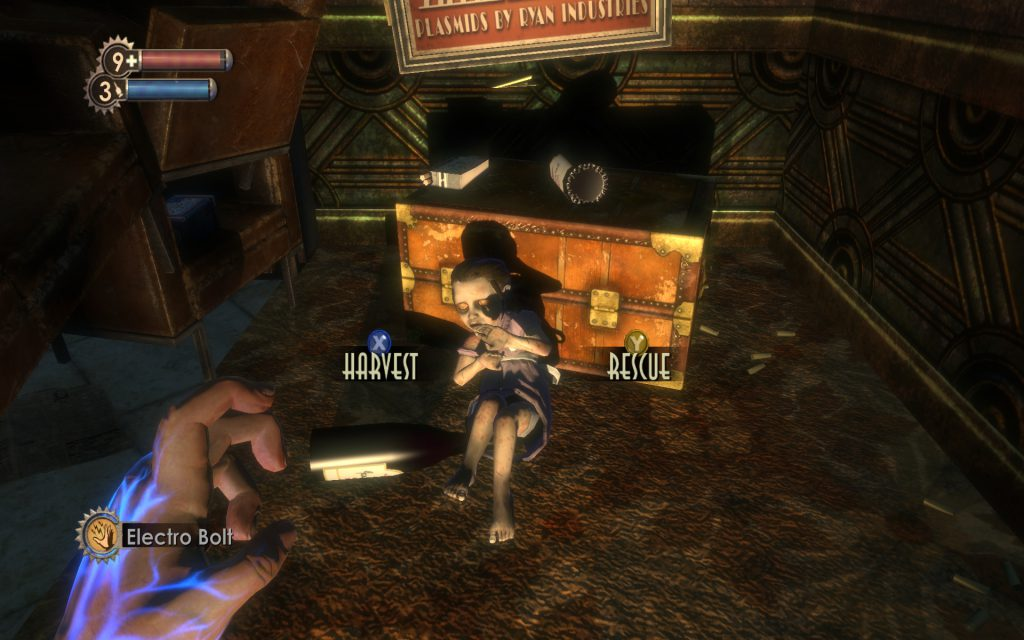 PLASMIDS BY RYAN INDUSTRIES
9+
3
H
X
Y
HARVEST
RESCUE
Electro Bolt